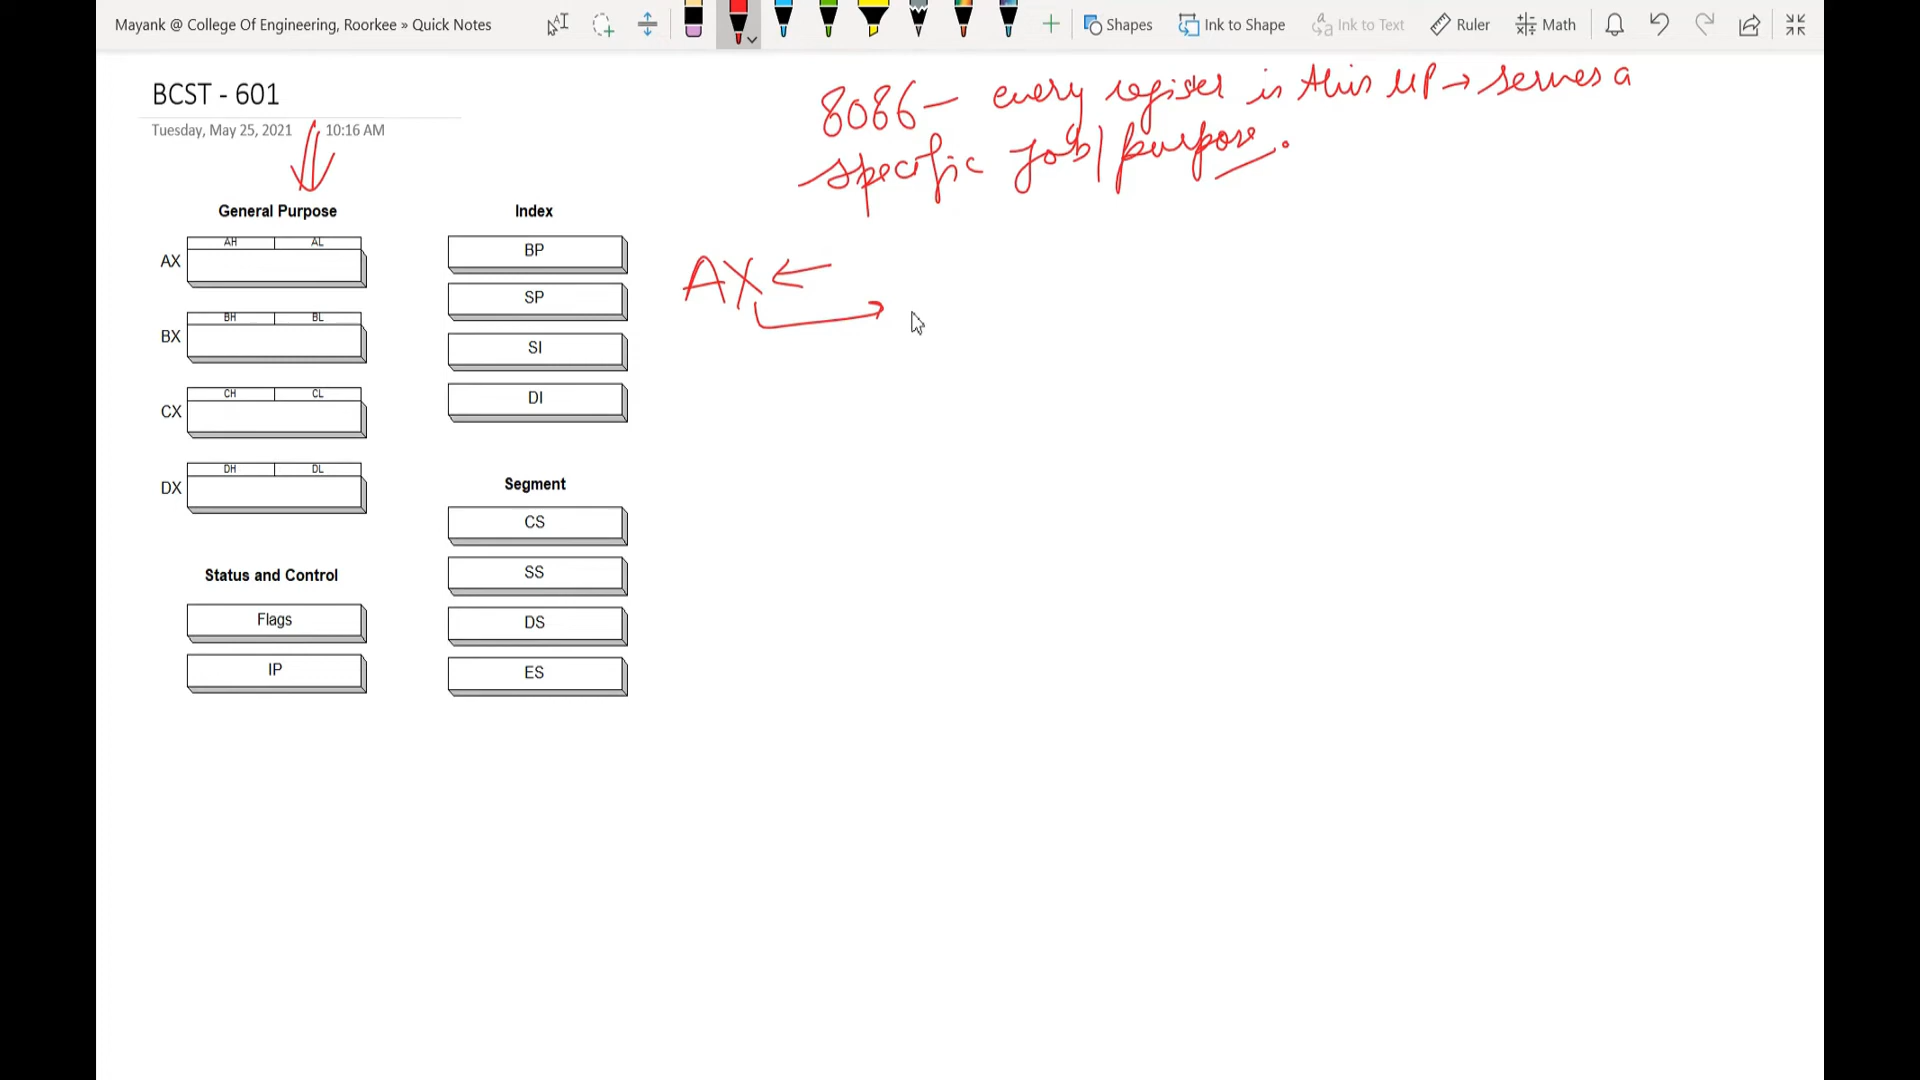 Mayank @ College Of Engineering, Roorkee » Quick Notes
Shapes
Ink to Shape
Ink to Text
Ruler
Math
BCST - 601
Tuesday, May 25, 2021 10:16 AM
8086 - every register in this μP → serves a
specific job/purpose.
General Purpose
AH AL
AX
BH BL
BX
CH CL
CX
DH DL
DX
Status and Control
Flags
IP
Index
BP
SP
SI
DI
Segment
CS
SS
DS
ES
AX ←